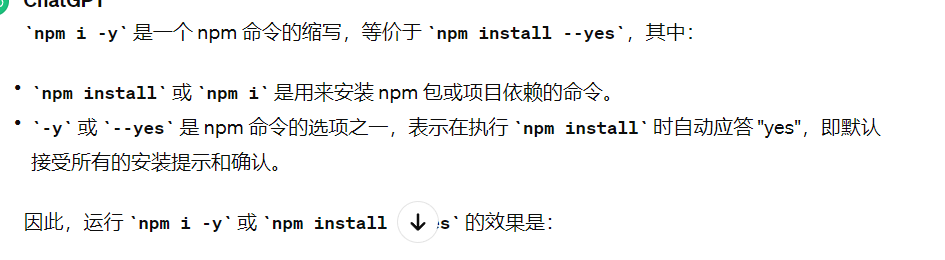 ChatGPT
`npm i -y` 是一个 npm 命令的缩写，等价于 `npm install --yes`，其中：
• `npm install` 或 `npm i` 是用来安装 npm 包或项目依赖的命令。
• `-y` 或 `--yes` 是 npm 命令的选项之一，表示在执行 `npm install` 时自动应答 "yes"，即默认
接受所有的安装提示和确认。
因此，运行 `npm i -y` 或 `npm install es` 的效果是：